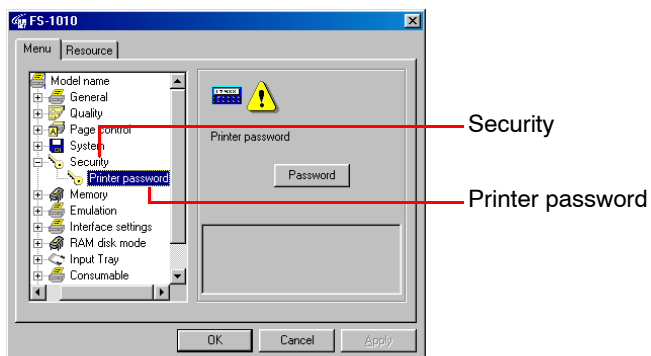 FS-1010
Menu
Resource
Model name
General
Quality
Page control
System
Security
Printer password
Memory
Emulation
Interface settings
RAM disk mode
Input Tray
Consumable
Printer password
Password
OK
Cancel
Apply
Security
Printer password